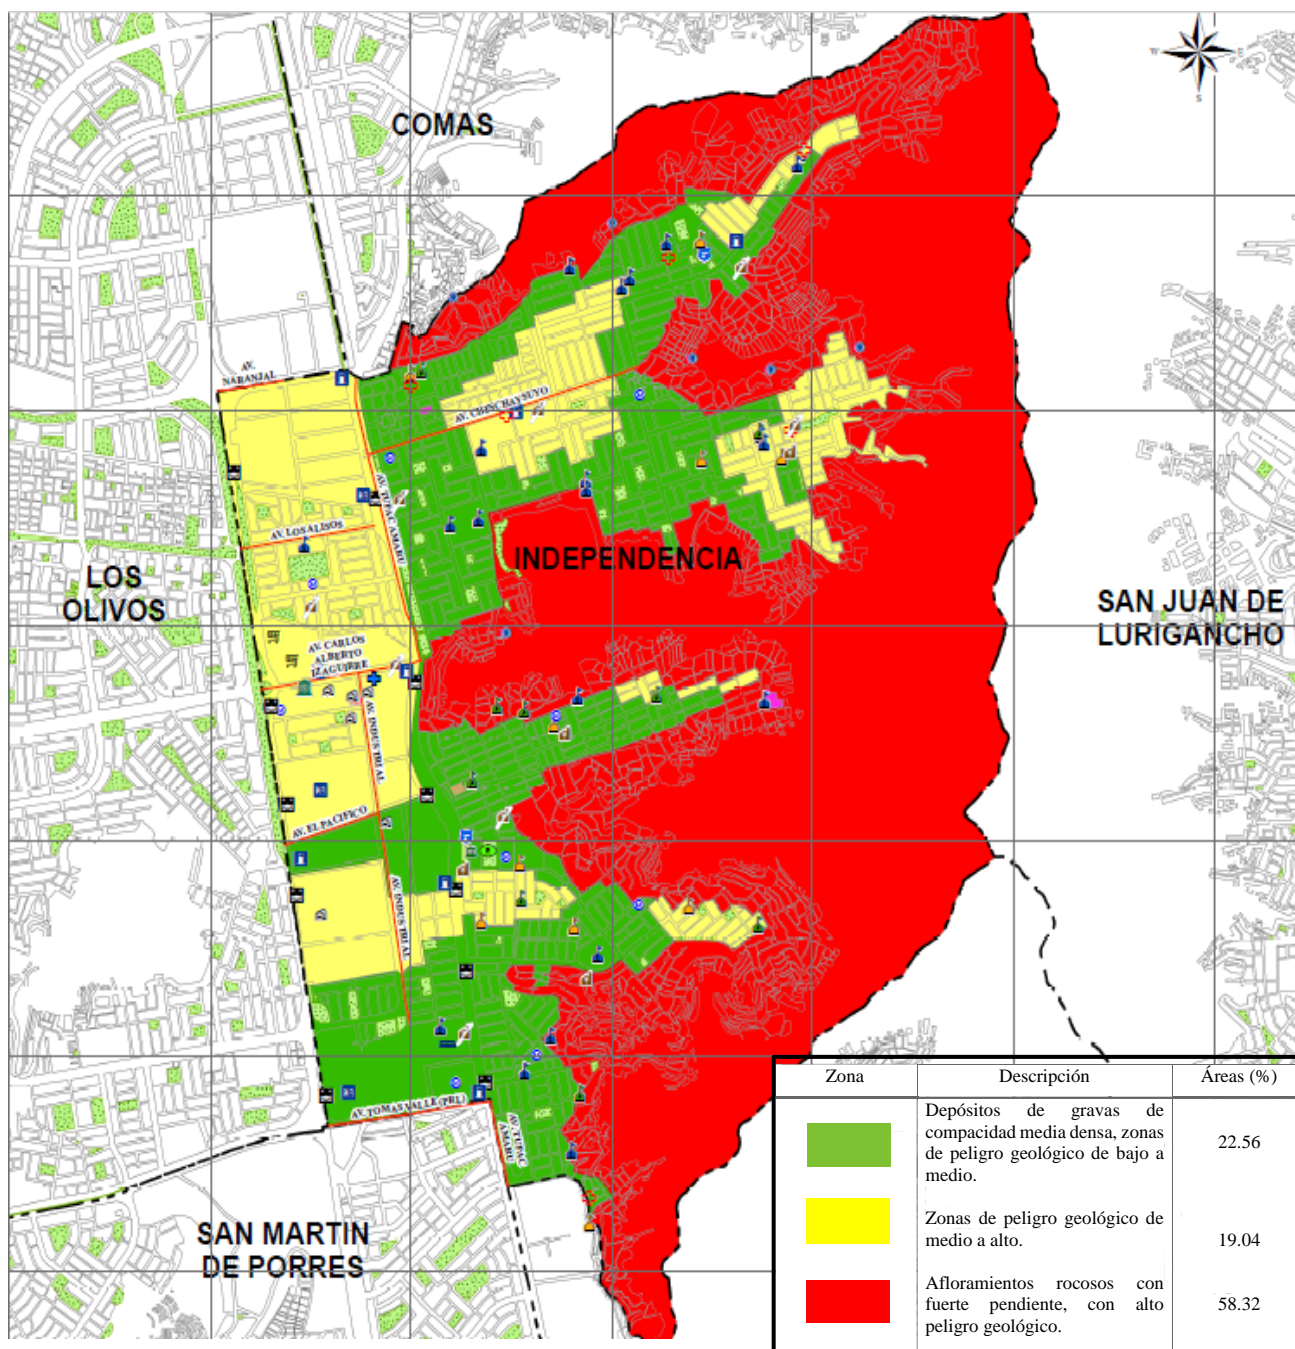 COMAS
AV.
NARANJAL
AV. CHINCHAYSUYO
AV. TUPAC AMARU
AV. LOS ALISOS
INDEPENDENCIA
LOS
OLIVOS
SAN JUAN DE
LURIGANCHO
AV. CARLOS
ALBERTO
IZAGUIRRE
AV. INDUSTRIAL
AV. EL PACIFICO
AV. INDUSTRIAL
AV. TOMAS VALLE (PRL)
AV. TUPAC
AMARU
SAN MARTIN
DE PORRES
Zona Descripción Áreas (%)
Depósitos de gravas de
compacidad media densa, zonas
de peligro geológico de bajo a
medio.
22.56
Zonas de peligro geológico de
medio a alto.
19.04
Afloramientos rocosos con
fuerte pendiente, con alto
peligro geológico.
58.32